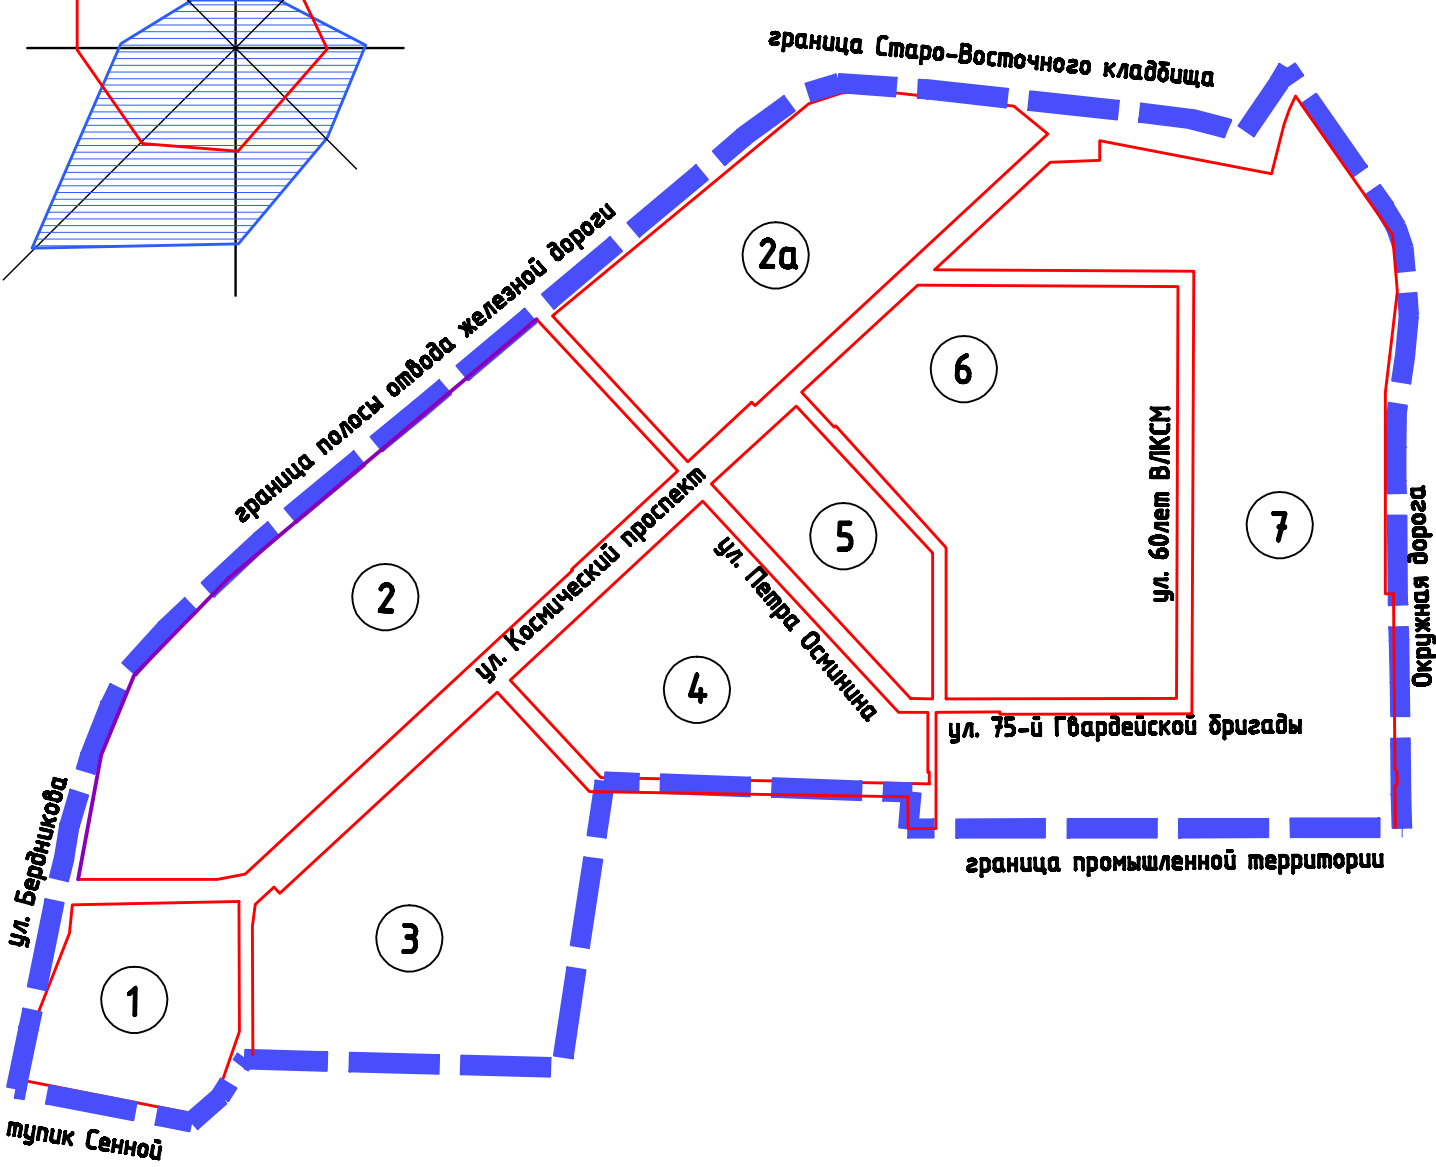 граница Старо-Восточного кладбища
граница полосы отвода железной дороги
2а
6
ул. 60лет ВЛКСМ
7
Окружная дорога
5
ул. Космический проспект
ул. Петра Осминина
2
4
ул. 75-й Гвардейской бригады
граница промышленной территории
ул. Бердникова
3
1
тупик Сенной